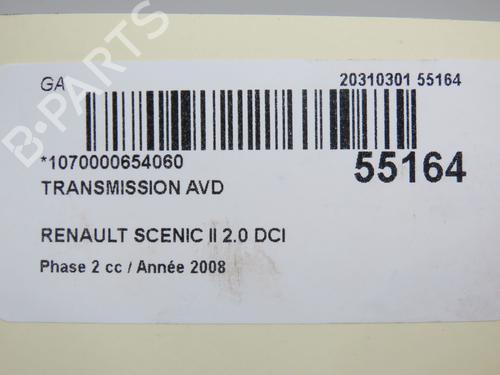 GA 20310301 55164
B-PARTS
*1070000654060 55164
TRANSMISSION AVD
RENAULT SCENIC II 2.0 DCI
Phase 2 cc / Année 2008